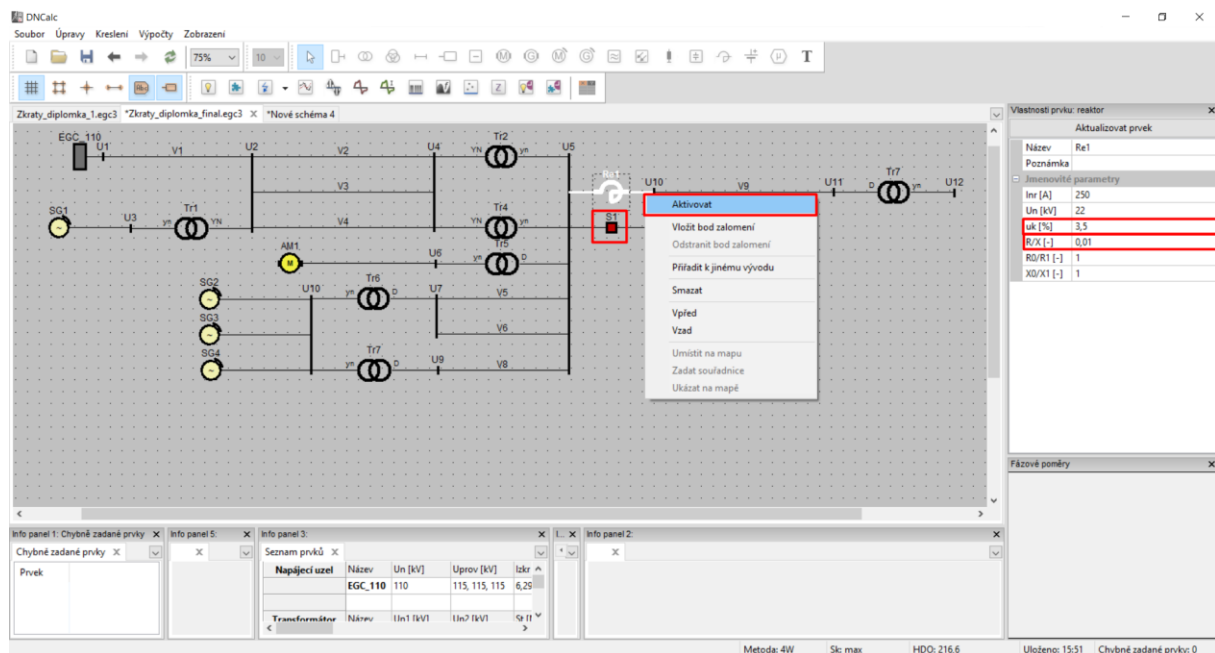 DNCalc
Soubor Úpravy Kreslení Výpočty Zobrazení
75% 10 T
Zkraty_diplomka_1.egc3 *Zkraty_diplomka_final.egc3 X *Nové schéma 4
EGC_110 U1 V1 U2 V2 U4 YN Tr2 yn U5
V3
Re1 U10 V9 U11 D Tr7 yn U12
SG1 U3 yn Tr1 YN V4 YN Tr4 yn S1
AM1 M U6 yn Tr5 D
SG2 U10 yn Tr6 D U7 V5
SG3 V6
SG4 yn Tr7 D U9 V8
Aktivovat
Vložit bod zalomení
Odstranit bod zalomení
Přiřadit k jinému vývodu
Smazat
Vpřed
Vzad
Umístit na mapu
Zadat souřadnice
Ukázat na mapě
Vlastnosti prvku: reaktor X
Aktualizovat prvek
Název Re1
Poznámka
Jmenovité parametry
Inr [A] 250
Un [kV] 22
uk [%] 3,5
R/X [-] 0,01
R0/R1 [-] 1
X0/X1 [-] 1
Fázové poměry X
Info panel 1: Chybně zadané prvky X Info panel 5: X Info panel 3: X I... X Info panel 2: X
Chybné zadané prvky X X Seznam prvků X X
Prvek
Napájecí uzel Název Un [kV] Uprov [kV] Izkr
EGC_110 110 115, 115, 115 6,29
Transformátor Název Un1 [kV] Un2 [kV]
Metoda: 4W Sk: max HDO: 216.6 Uloženo: 15:51 Chybně zadané prvky: 0